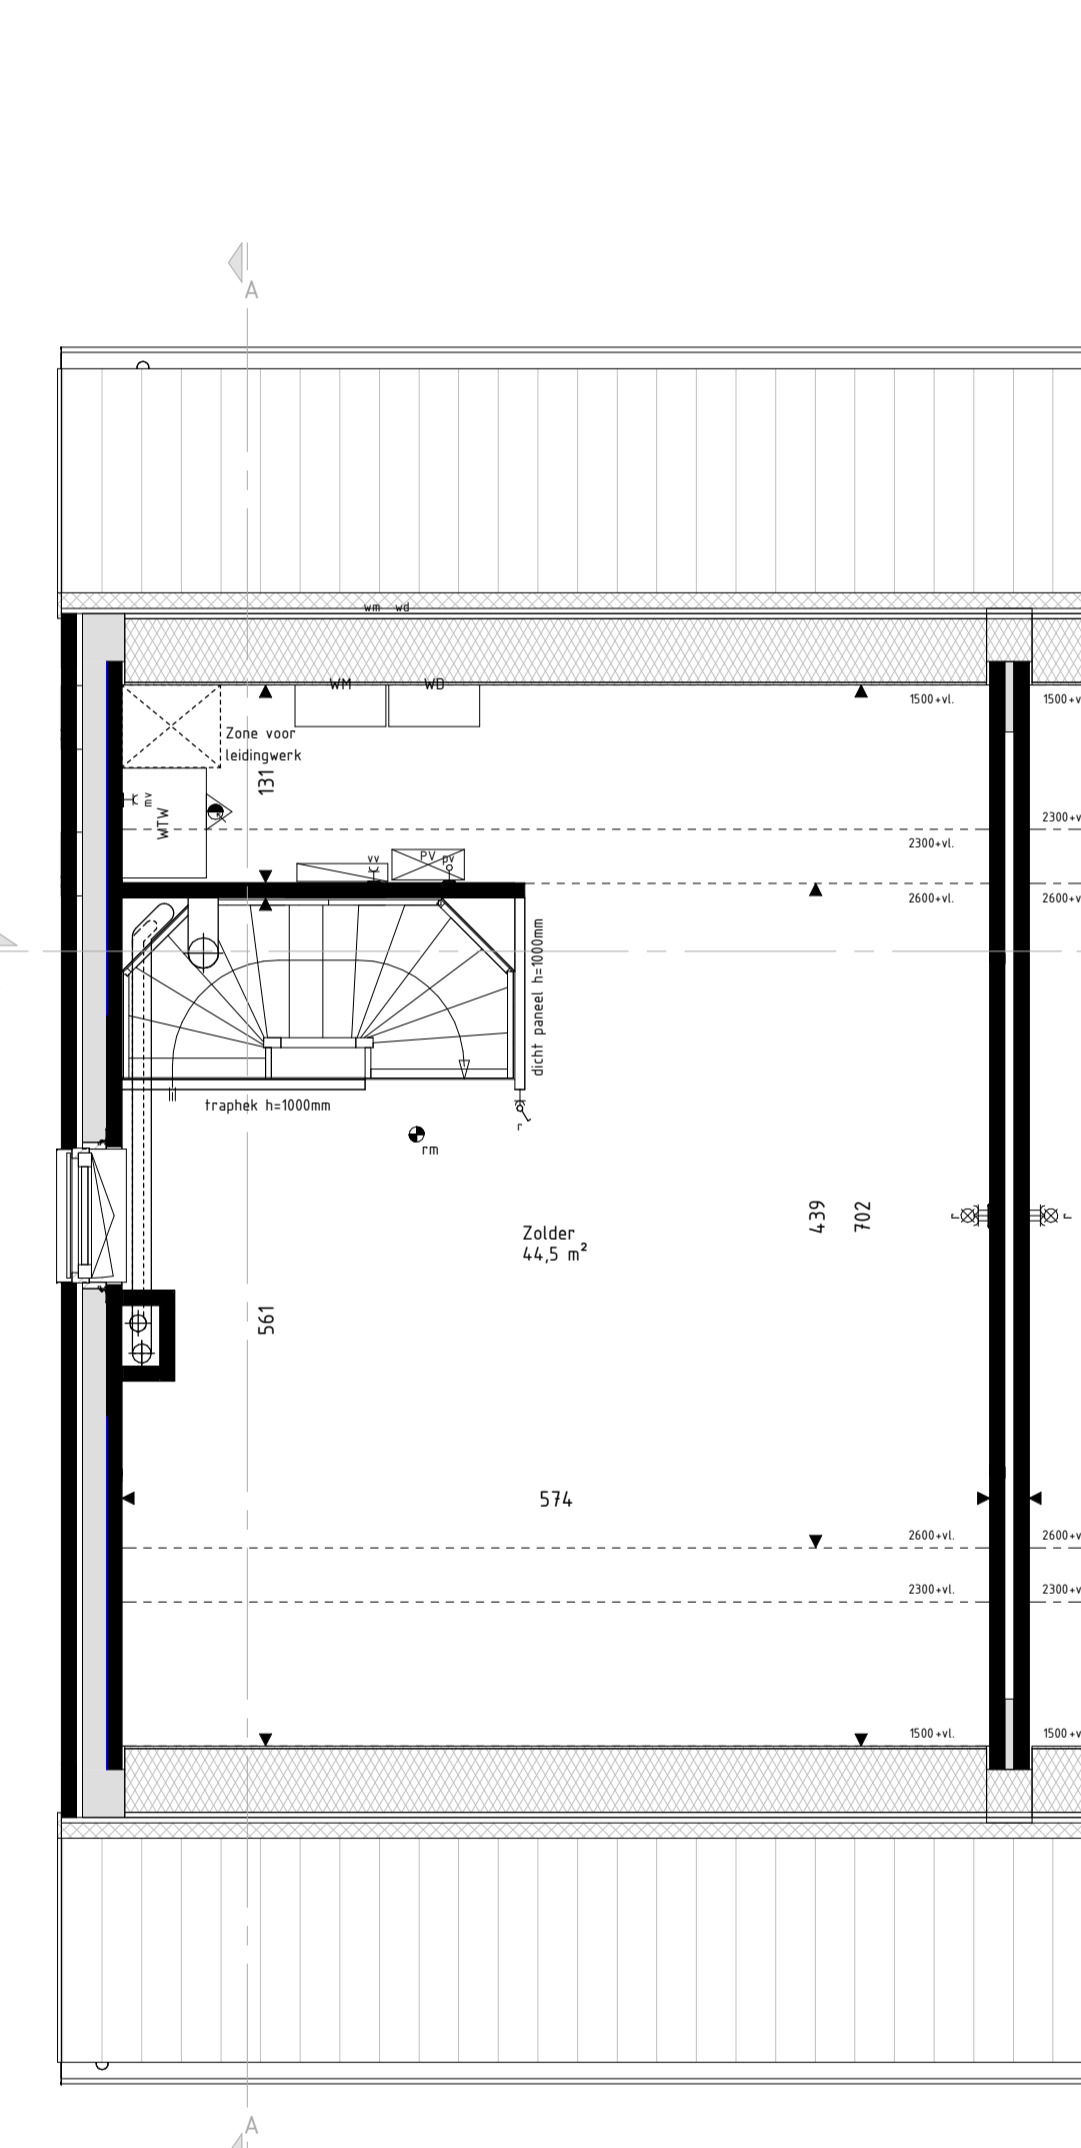 A
wm wd
WM WD
1500+vl.
1500+v
Zone voor
leidingwerk
131
mv
WTW
2300+v
2300+vl.
vv
PV pv
2600+vl.
2600+v
dicht paneel h=1000mm
traphek h=1000mm
r
rm
439
702
r
r
Zolder
44,5 m²
561
574
2600+vl.
2600+v
2300+vl.
2300+v
1500+vl.
1500+v
A